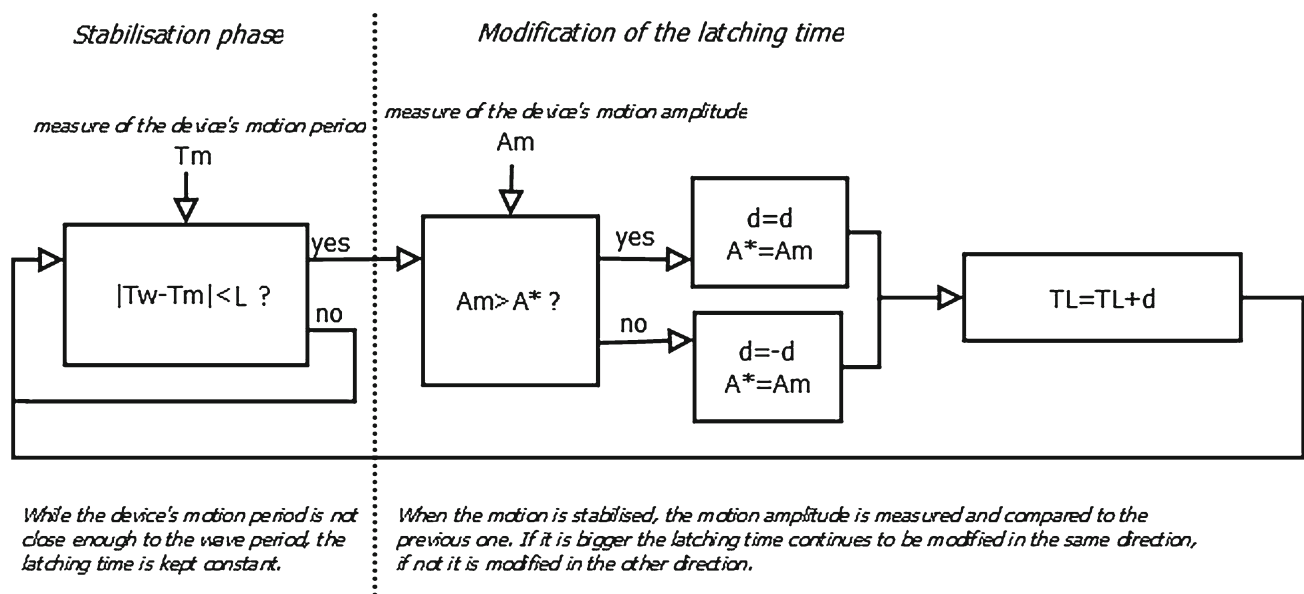 Stabilisation phase
Modification of the latching time
measure of the device's motion period
Tm
measure of the device's motion amplitude
Am
|Tw-Tm|<L ?
yes
no
Am>A* ?
yes
no
d=d
A*=Am
d=-d
A*=Am
TL=TL+d
While the device's motion period is not
close enough to the wave period, the
latching time is kept constant.
When the motion is stabilised, the motion amplitude is measured and compared to the
previous one. If it is bigger the latching time continues to be modified in the same direction,
if not it is modified in the other direction.